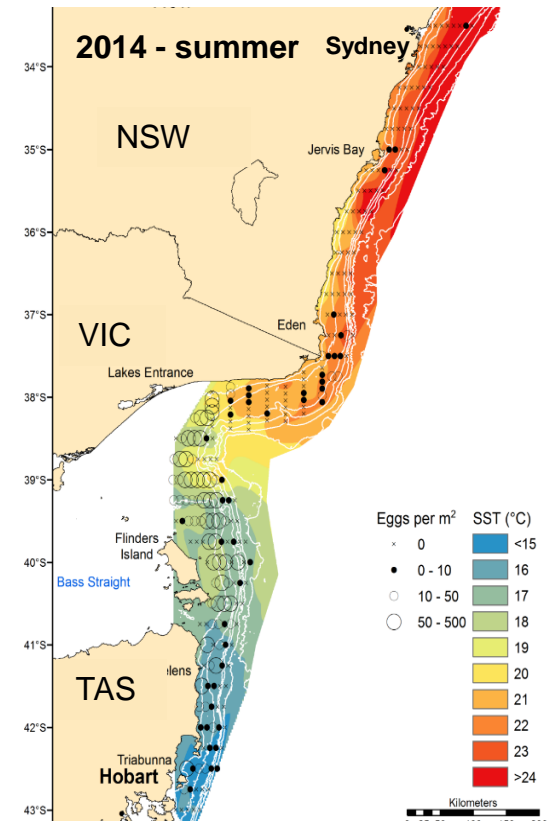 2014 - summer
Sydney
34°S
NSW
35°S
Jervis Bay
36°S
37°S
Eden
VIC
Lakes Entrance
38°S
39°S
Eggs per m²
SST (°C)
0
<15
Flinders
Island
0 - 10
16
40°S
10 - 50
17
Bass Straight
50 - 500
18
19
41°S
elens
20
TAS
21
42°S
22
23
Triabunna
Hobart
>24
Kilometers
43°S